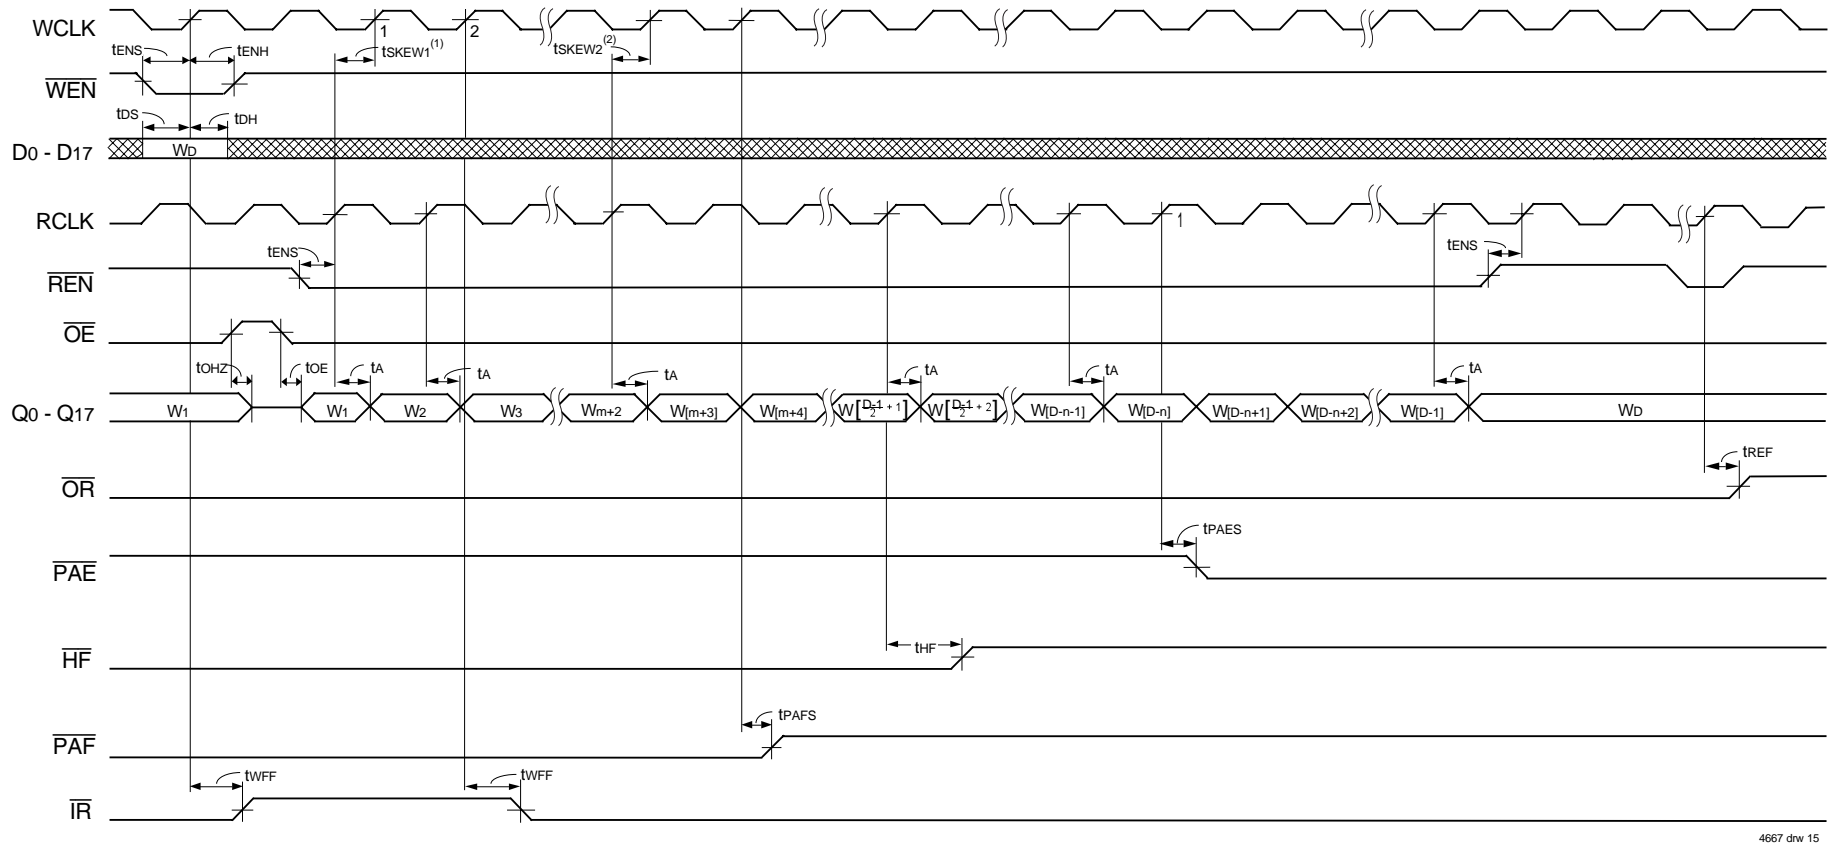 WCLK
1
2
tENS
tENH
tSKEW1(1)
tSKEW2(2)
WEN
tDS
tDH
D0 - D17
WD
RCLK
1
tENS
tENS
REN
OE
tOHZ
tOE
tA
tA
tA
tA
tA
tA
Q0 - Q17
W1
W1
W2
W3
Wm+2
W[m+3]
W[m+4]
W[D-1/2 + 1]
W[D-1/2 + 2]
W[D-n-1]
W[D-n]
W[D-n+1]
W[D-n+2]
W[D-1]
WD
tREF
OR
tPAES
PAE
tHF
HF
tPAFS
PAF
tWFF
tWFF
IR
4667 drw 15